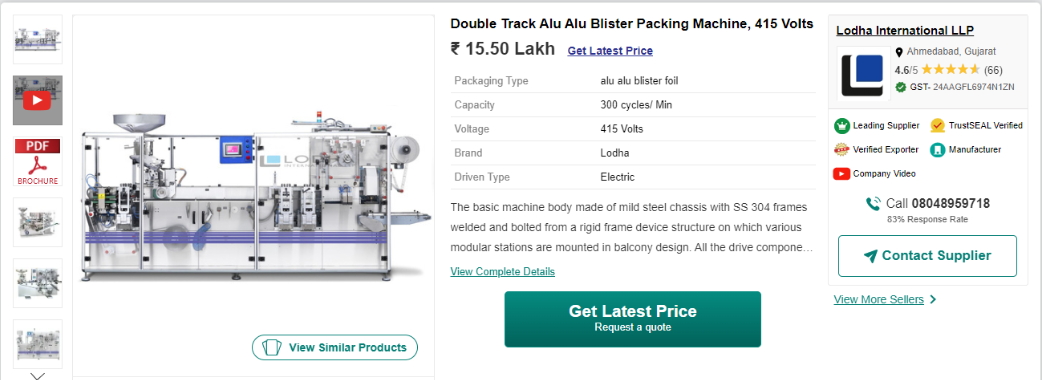 Double Track Alu Alu Blister Packing Machine, 415 Volts
₹ 15.50 Lakh Get Latest Price
Packaging Type alu alu blister foil
Capacity 300 cycles/ Min
Voltage 415 Volts
Brand Lodha
Driven Type Electric
The basic machine body made of mild steel chassis with SS 304 frames
welded and bolted from a rigid frame device structure on which various
modular stations are mounted in balcony design. All the drive compone…
View Complete Details
Get Latest Price
Request a quote
PDF
BROCHURE
View Similar Products
Lodha International LLP
Ahmedabad, Gujarat
4.6/5 (66)
GST- 24AAGFL6974N1ZN
Leading Supplier TrustSEAL Verified
Verified Exporter Manufacturer
Company Video
Call 08048959718
83% Response Rate
Contact Supplier
View More Sellers